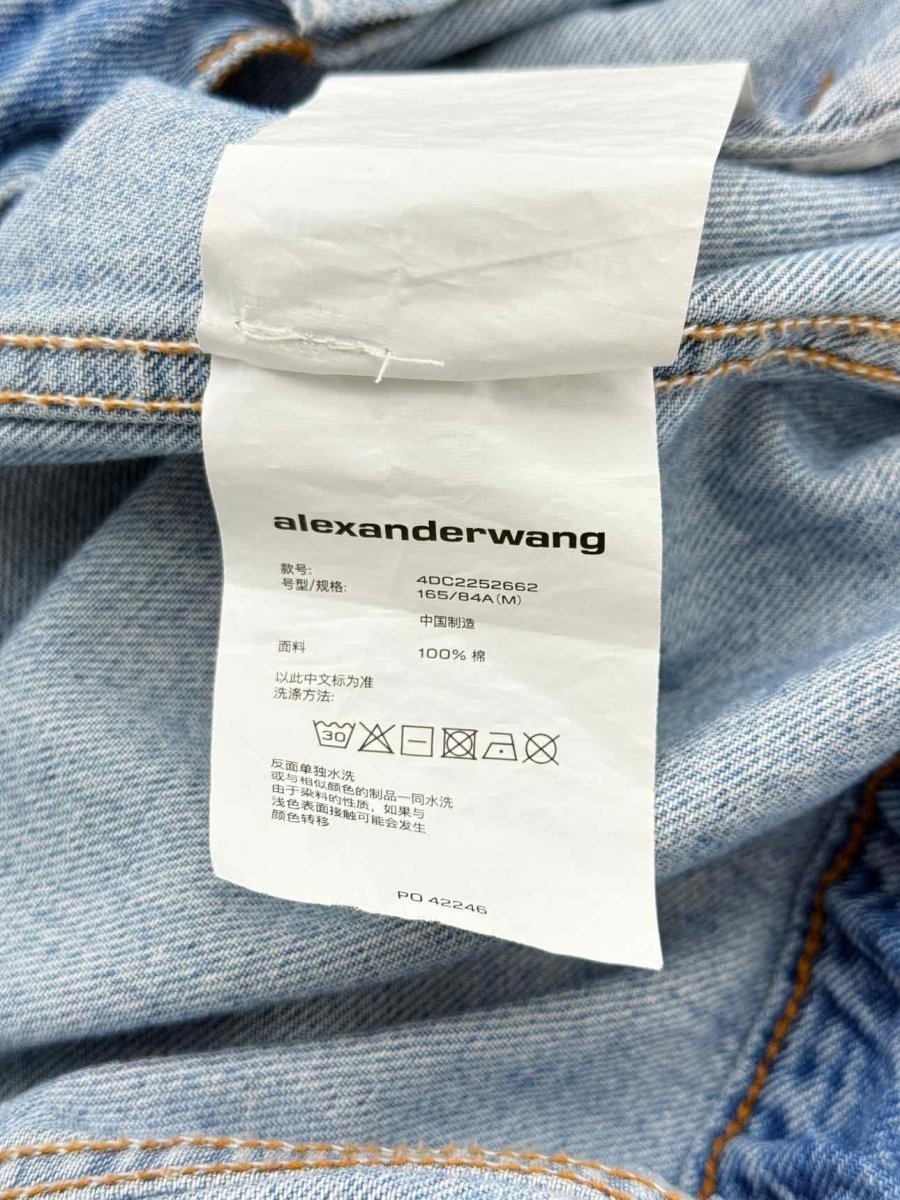 alexanderwang
款号: 4DC2252662
号型/规格: 165/84A(M)
中国制造
面料 100% 棉
以此中文标为准
洗涤方法:
30
反面单独水洗
或与相似颜色的制品一同水洗
由于染料的性质，如果与
浅色表面接触可能会发生
颜色转移
PO 42246